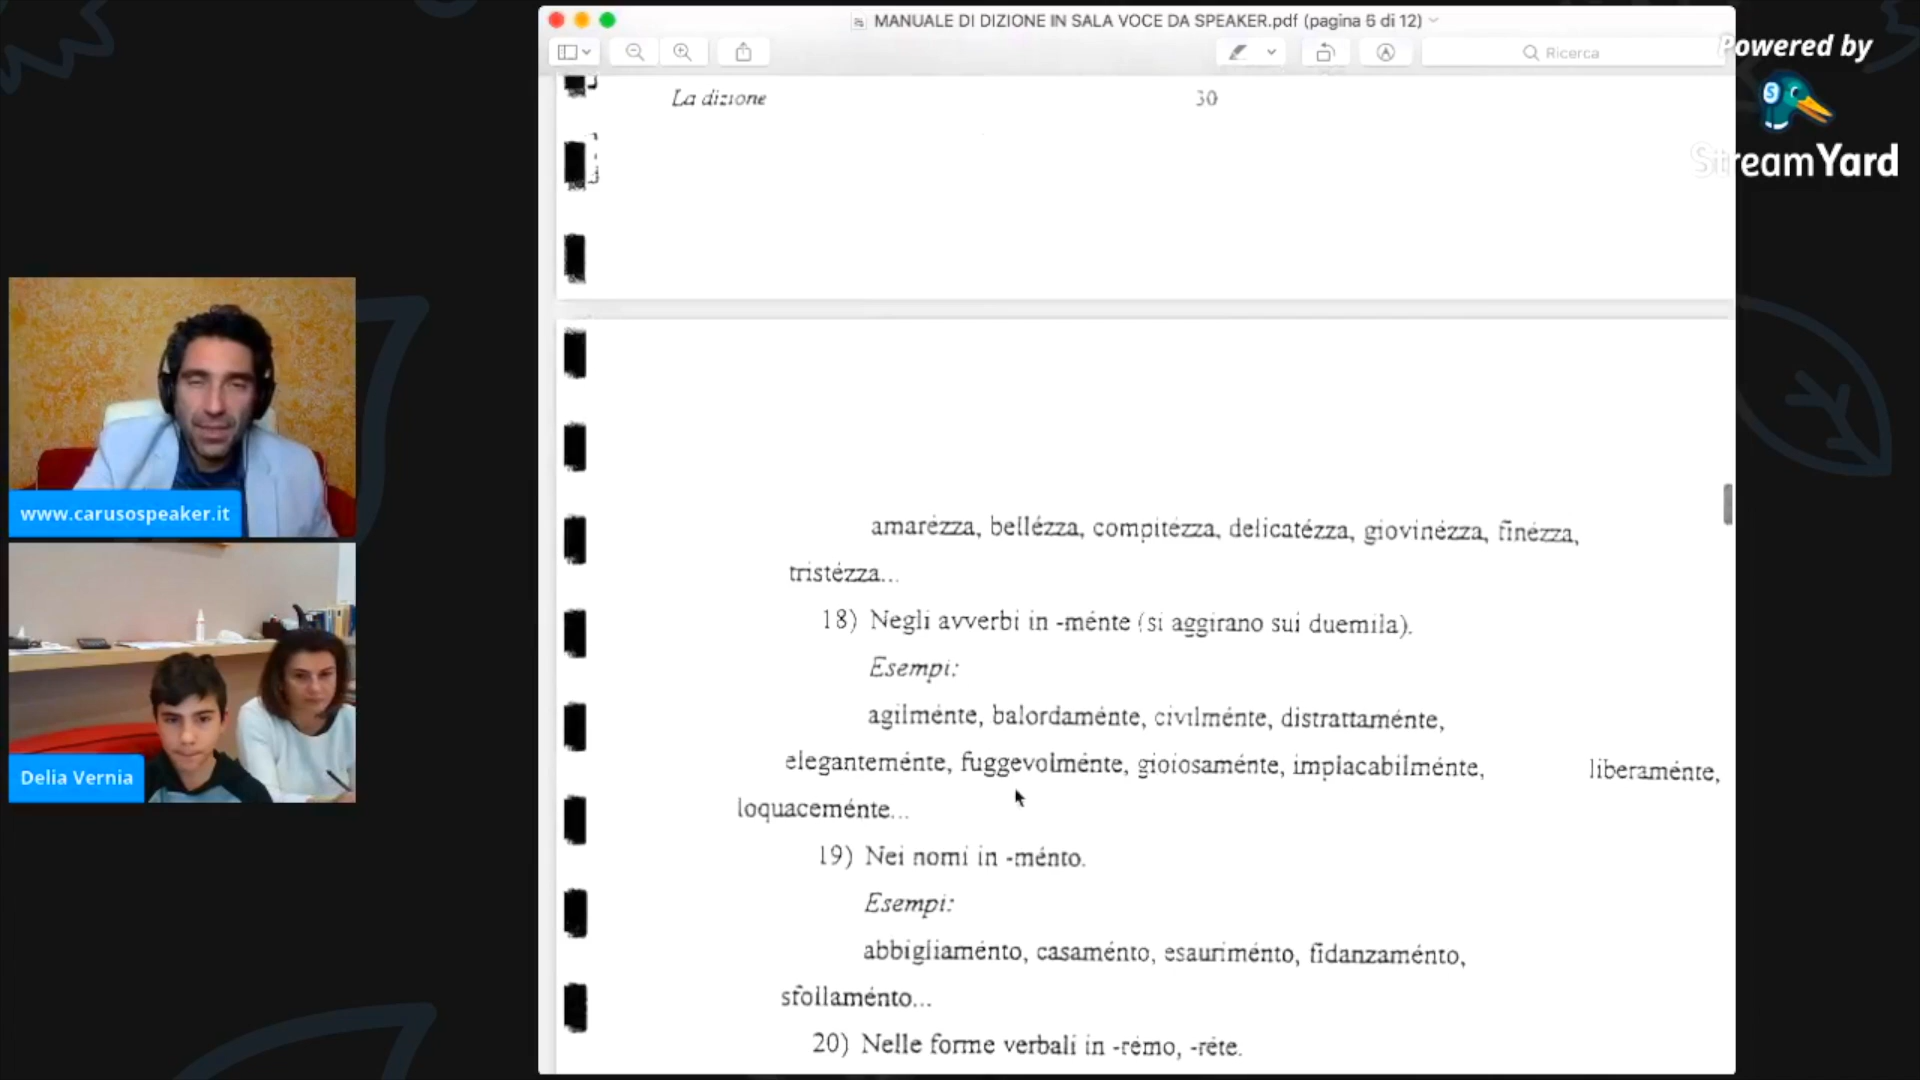 MANUALE DI DIZIONE IN SALA VOCE DA SPEAKER.pdf (pagina 6 di 12)
Ricerca
Powered by
StreamYard
La dizione 30
amarézza, bellézza, compitézza, delicatézza, giovinézza, finézza,
tristézza...
18) Negli avverbi in -ménte (si aggirano sui duemila).
Esempi:
agilménte, balordaménte, civilménte, distrattaménte,
eleganteménte, fuggevolménte, gioiosaménte, implacabilménte, liberaménte,
loquaceménte...
19) Nei nomi in -ménto.
Esempi:
abbigliaménto, casaménto, esauriménto, fidanzaménto,
sfollaménto...
20) Nelle forme verbali in -rémo, -réte.
www.carusospeaker.it
Delia Vernia